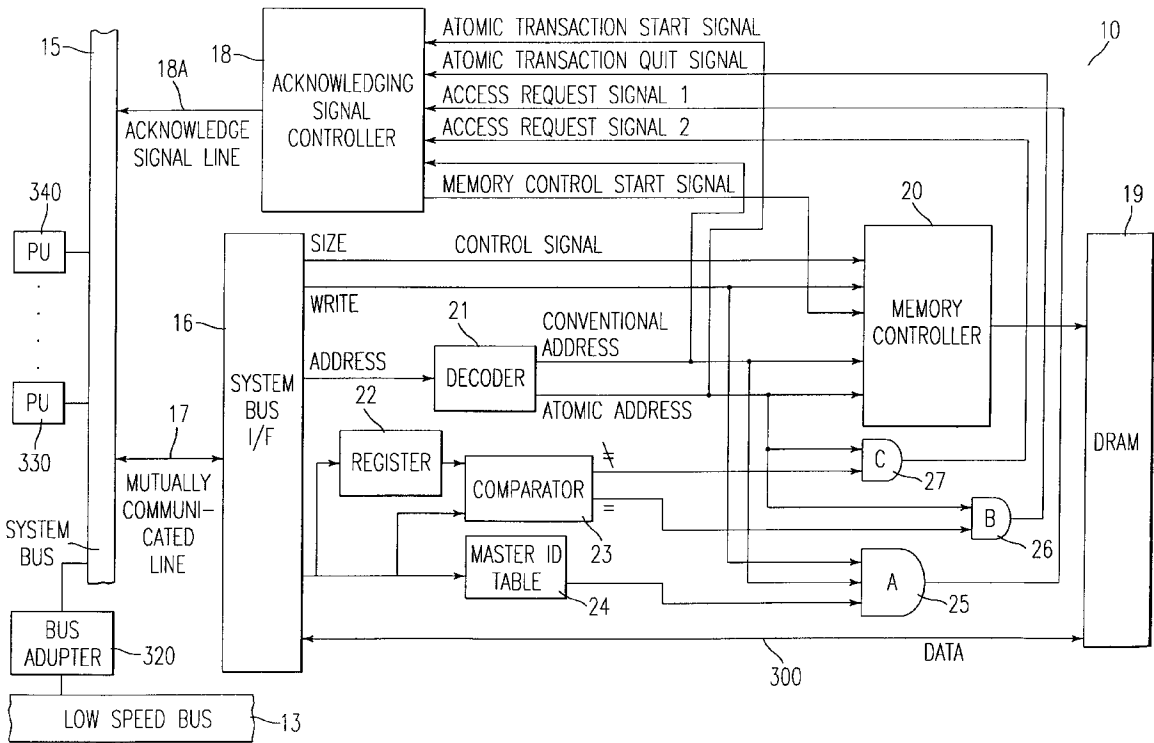 15
18
18A
ACKNOWLEDGE
SIGNAL LINE
ACKNOWLEDGING
SIGNAL
CONTROLLER
ATOMIC TRANSACTION START SIGNAL
ATOMIC TRANSACTION QUIT SIGNAL
ACCESS REQUEST SIGNAL 1
ACCESS REQUEST SIGNAL 2
MEMORY CONTROL START SIGNAL
10
340
PU
PU
330
SIZE
CONTROL SIGNAL
WRITE
16
SYSTEM
BUS
I/F
ADDRESS
21
DECODER
CONVENTIONAL
ADDRESS
ATOMIC ADDRESS
20
MEMORY
CONTROLLER
19
DRAM
17
MUTUALLY
COMMUNI-
CATED
LINE
22
REGISTER
COMPARATOR
≠
=
23
MASTER ID
TABLE
24
C
27
B
26
A
25
SYSTEM
BUS
BUS
ADUPTER
320
DATA
300
LOW SPEED BUS
13